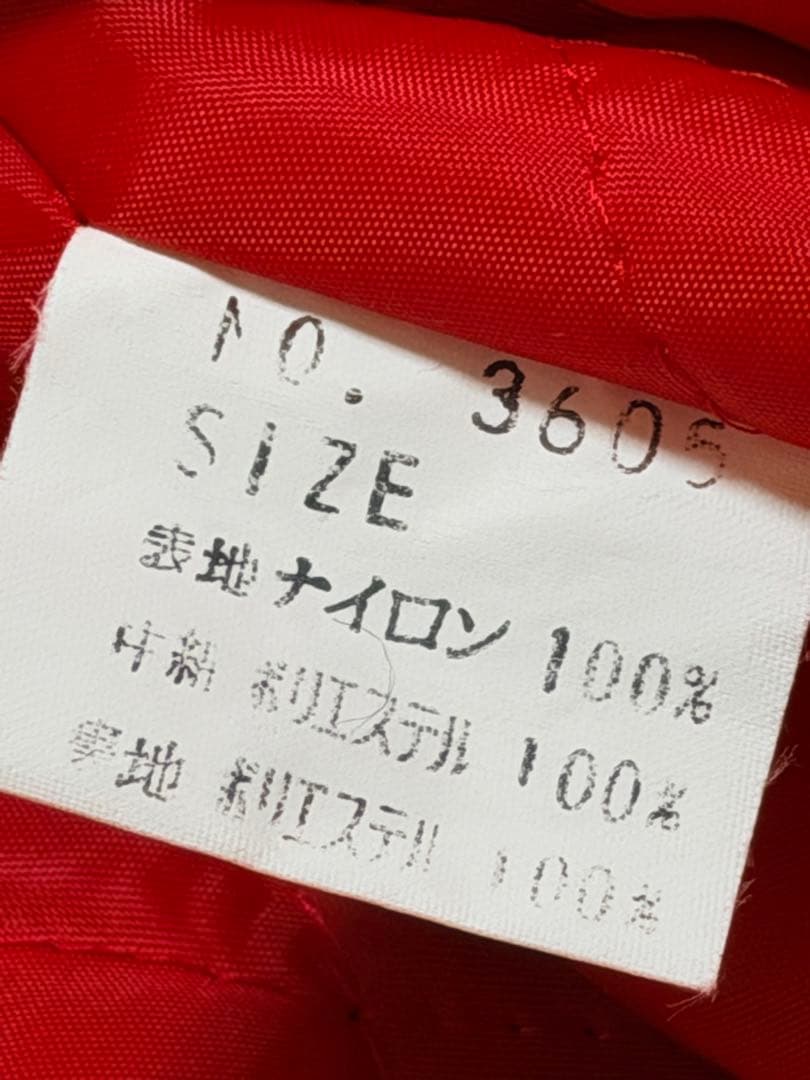 NO. 3605
SIZE
表地 ナイロン 100%
中綿 ポリエステル 100%
裏地 ポリエステル 100%